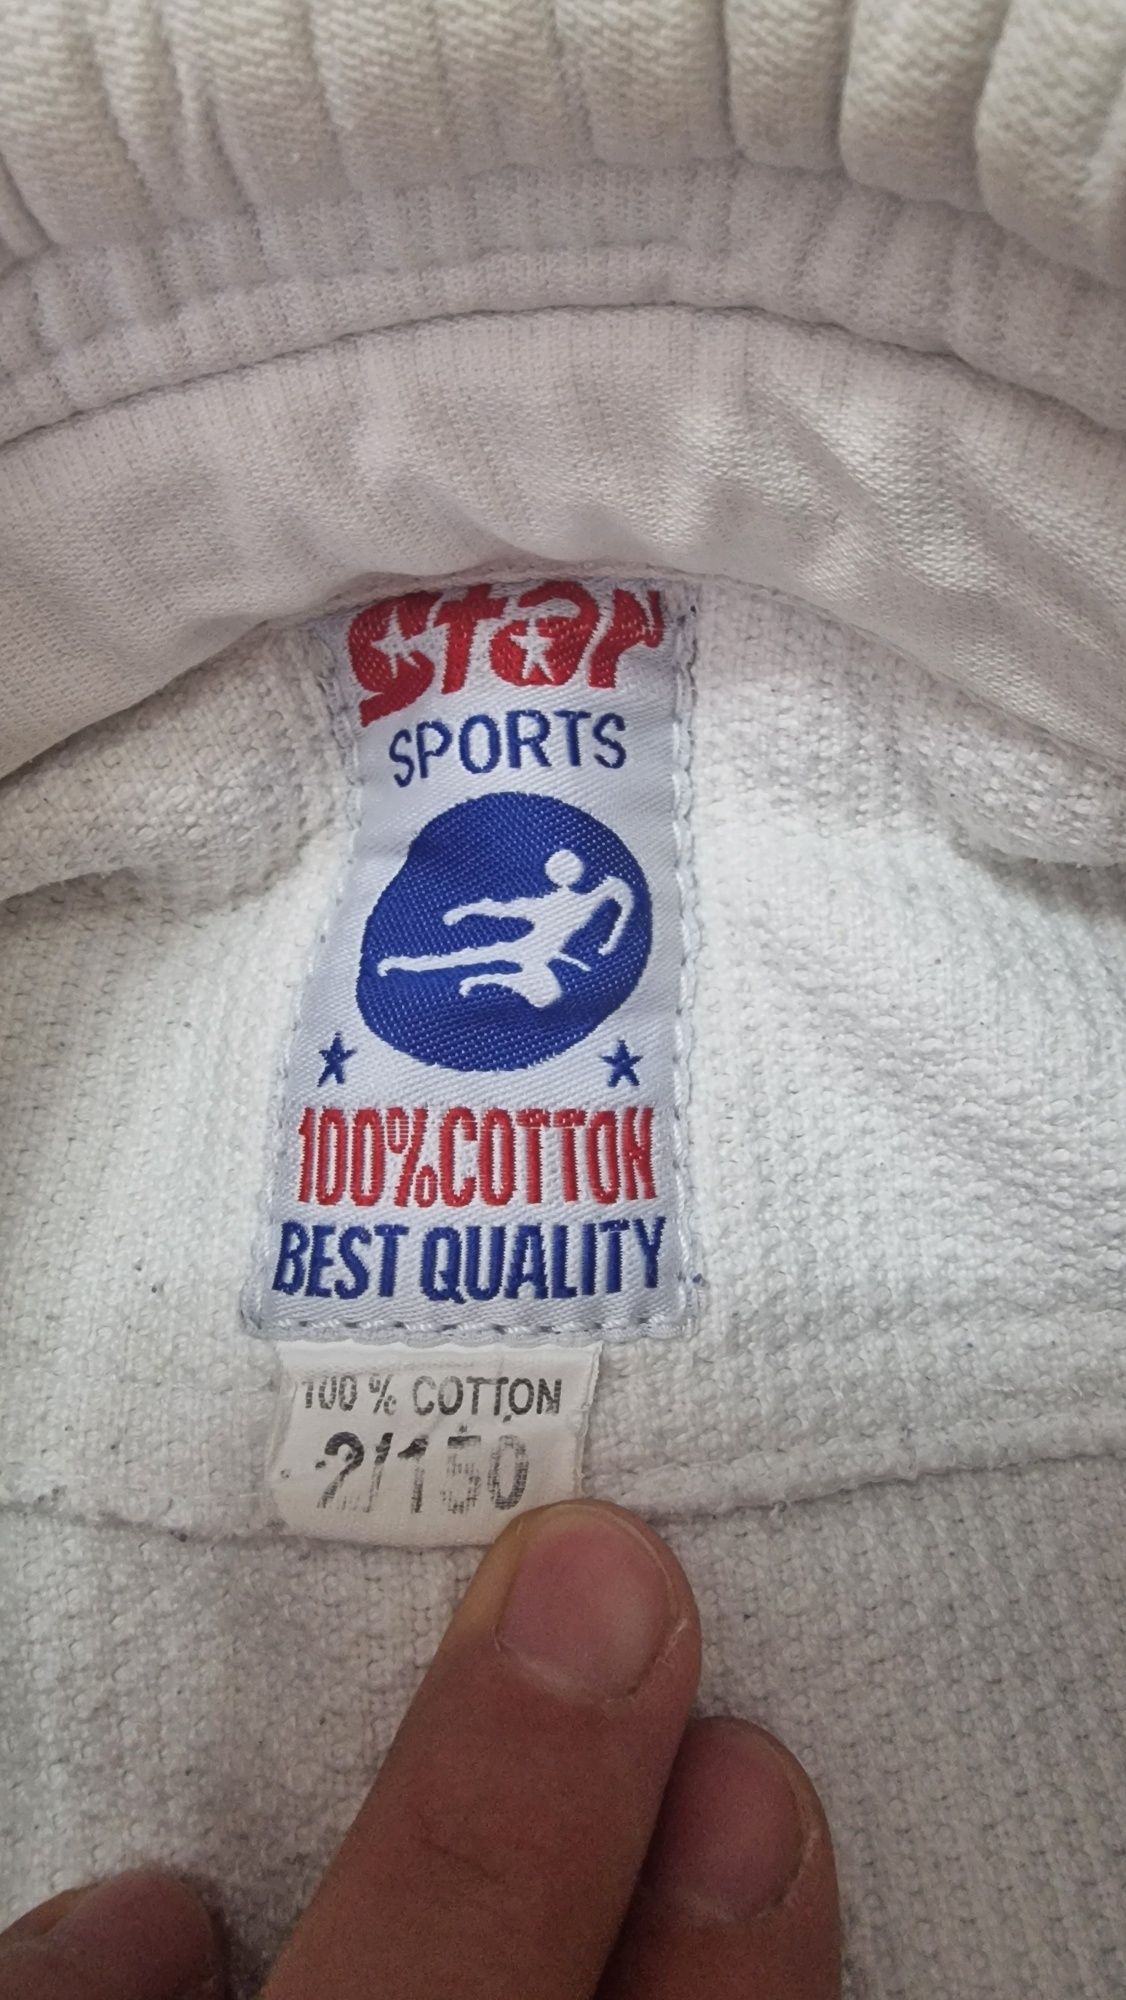 Star
SPORTS
100% COTTON
BEST QUALITY
100 % COTTON
2/150